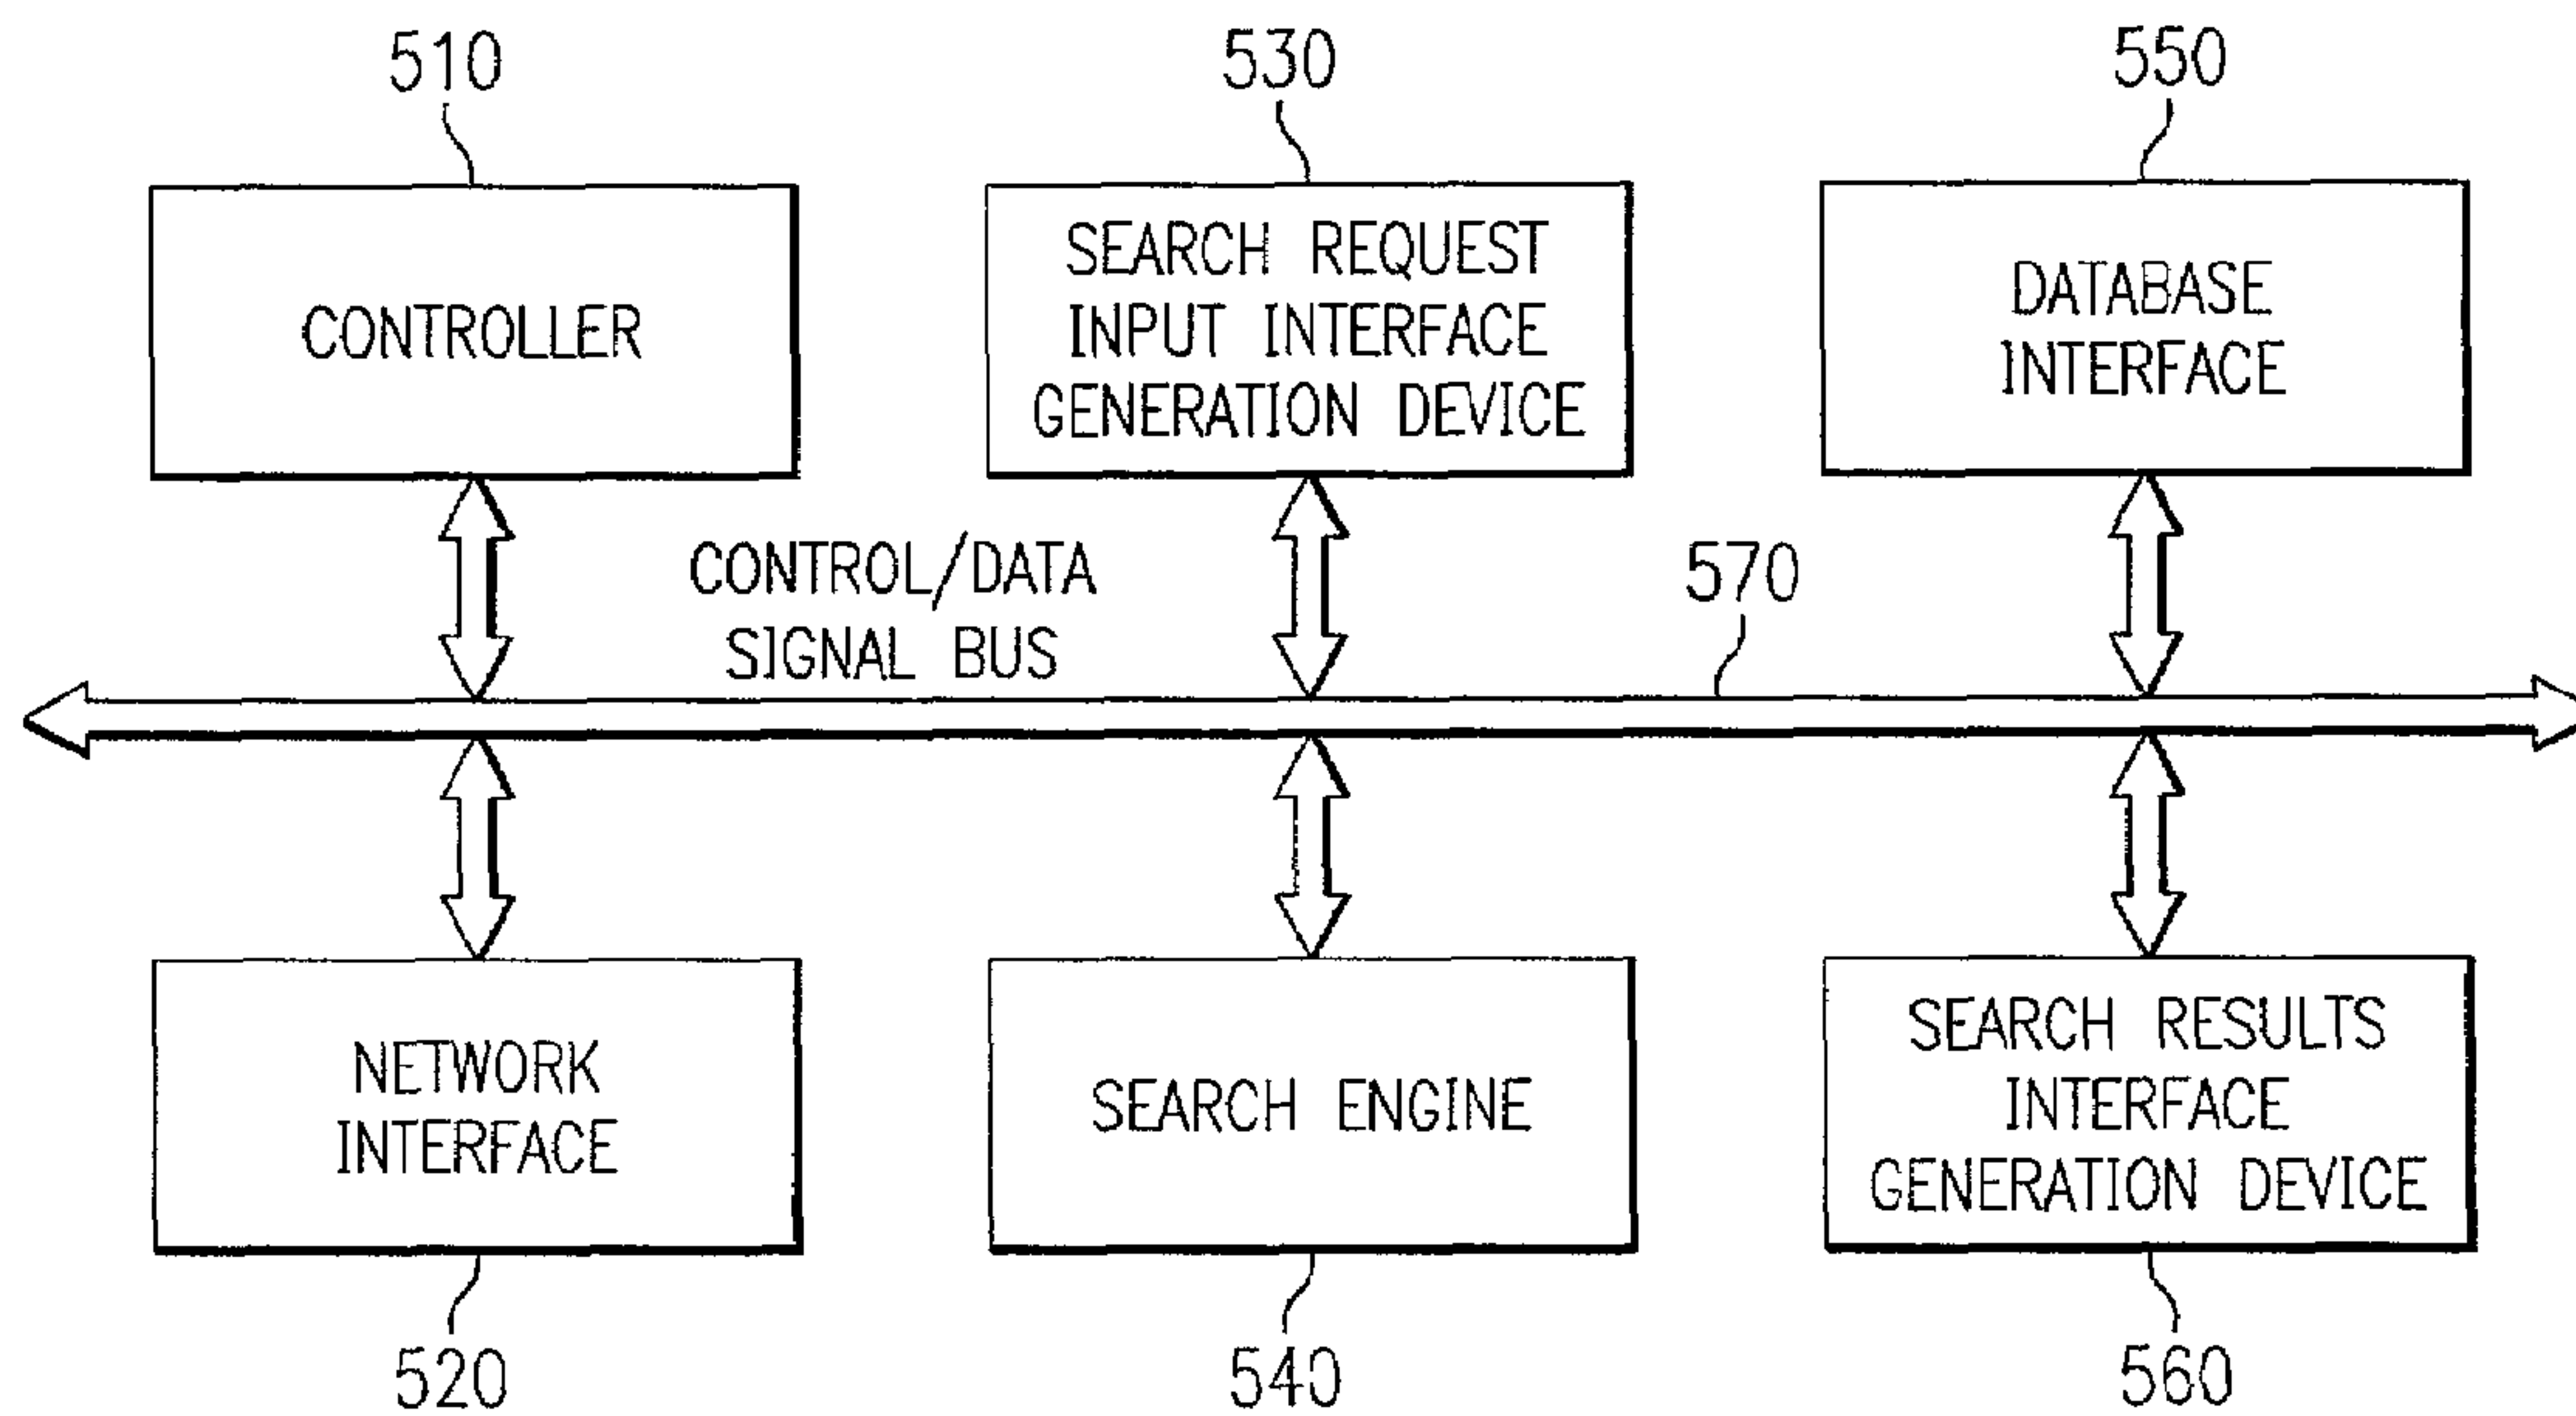 510
530
550
CONTROLLER
SEARCH REQUEST
INPUT INTERFACE
GENERATION DEVICE
DATABASE
INTERFACE
CONTROL/DATA
SIGNAL BUS
570
NETWORK
INTERFACE
SEARCH ENGINE
SEARCH RESULTS
INTERFACE
GENERATION DEVICE
520
540
560